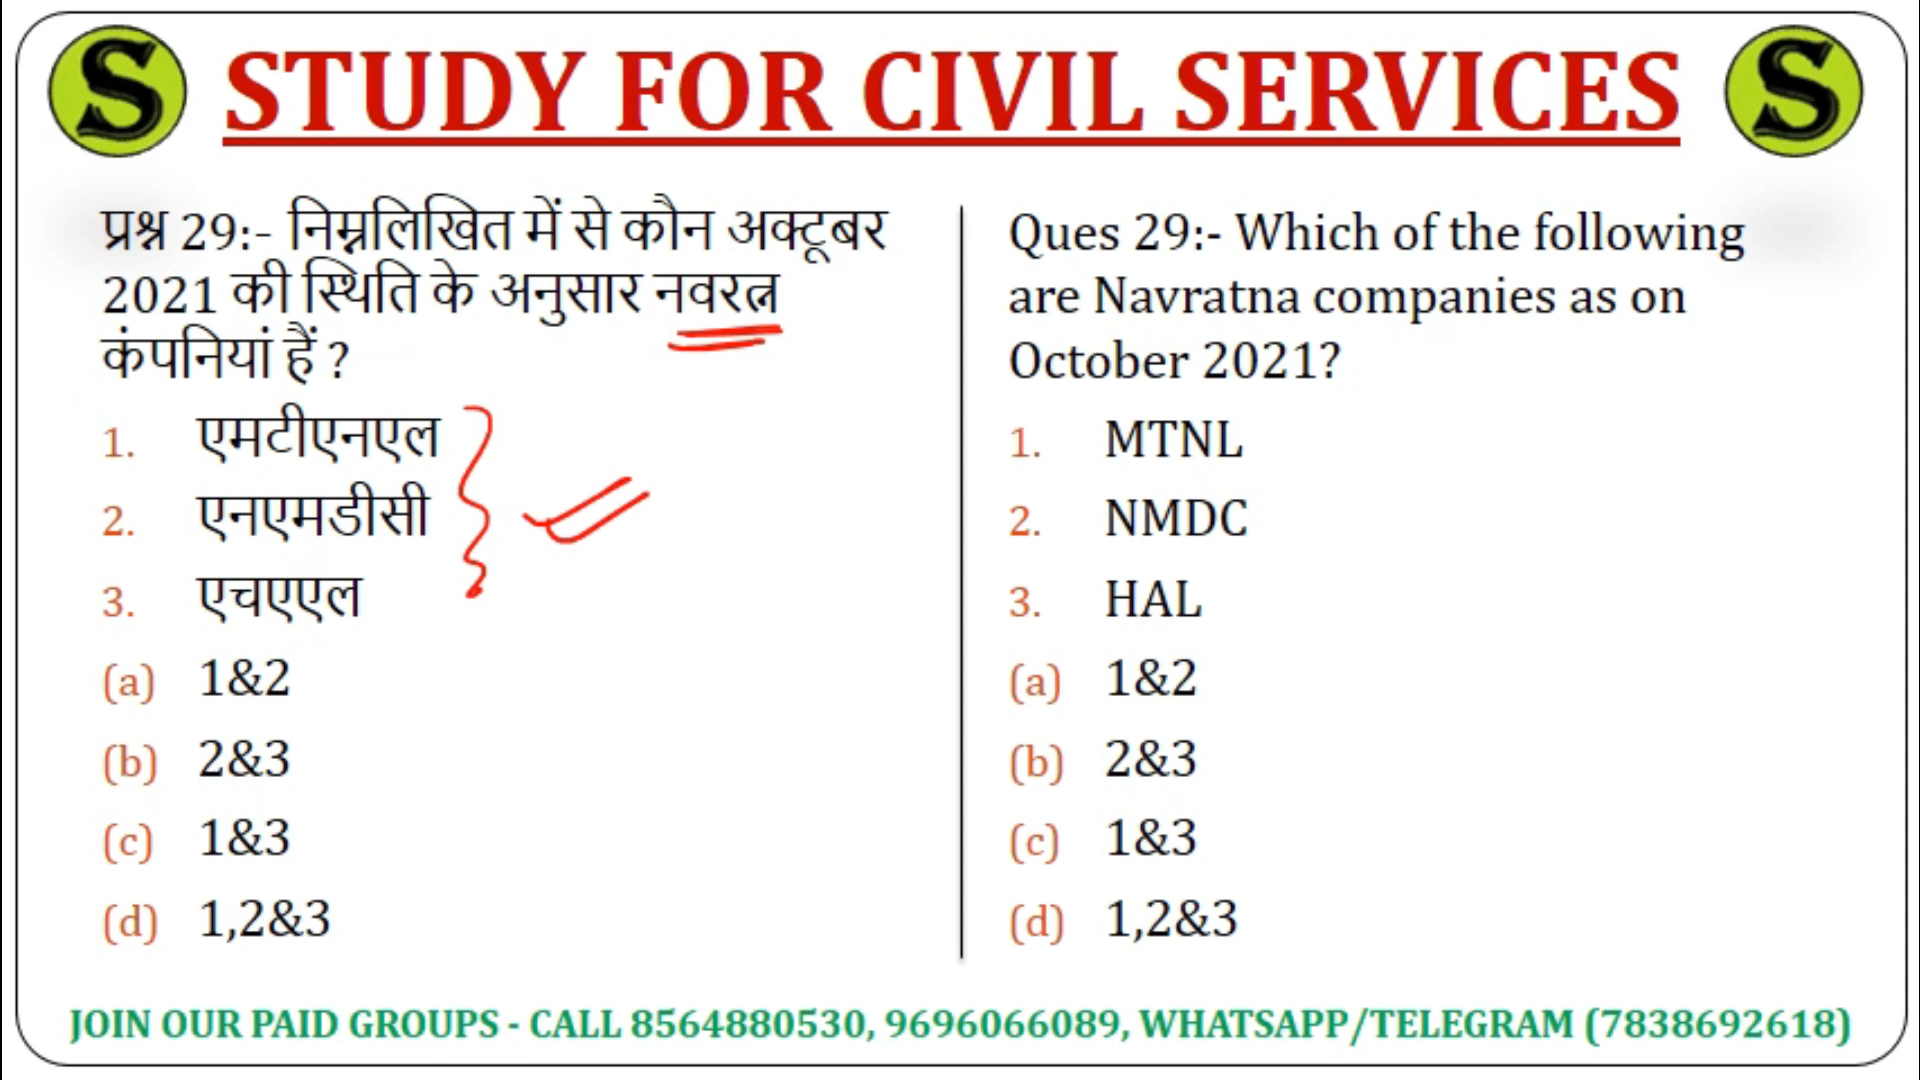 S STUDY FOR CIVIL SERVICES S
प्रश्न 29:- निम्नलिखित में से कौन अक्टूबर
2021 की स्थिति के अनुसार नवरत्न
कंपनियां हैं ?
1. एमटीएनएल
2. एनएमडीसी
3. एचएएल
(a) 1&2
(b) 2&3
(c) 1&3
(d) 1,2&3
Ques 29:- Which of the following
are Navratna companies as on
October 2021?
1. MTNL
2. NMDC
3. HAL
(a) 1&2
(b) 2&3
(c) 1&3
(d) 1,2&3
JOIN OUR PAID GROUPS - CALL 8564880530, 9696066089, WHATSAPP/TELEGRAM (7838692618)